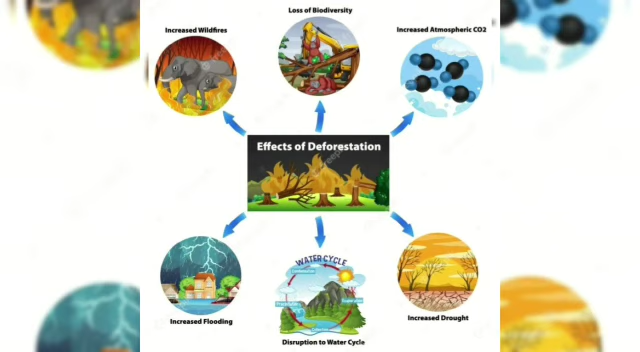 Loss of Biodiversity
Increased Wildfires
Increased Atmospheric CO2
Effects of Deforestation
WATER CYCLE
Increased Flooding
Increased Drought
Disruption to Water Cycle